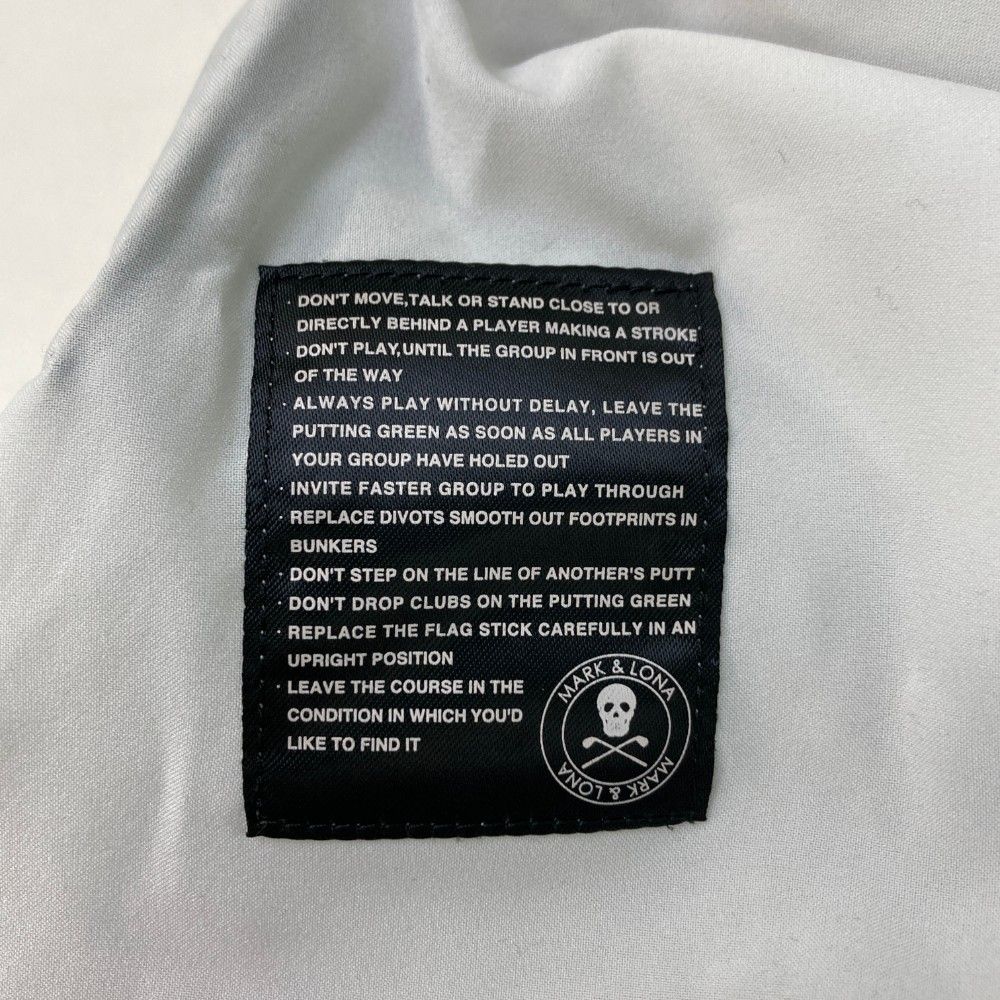 · DON'T MOVE,TALK OR STAND CLOSE TO OR
DIRECTLY BEHIND A PLAYER MAKING A STROKE
· DON'T PLAY,UNTIL THE GROUP IN FRONT IS OUT
OF THE WAY
· ALWAYS PLAY WITHOUT DELAY, LEAVE THE
PUTTING GREEN AS SOON AS ALL PLAYERS IN
YOUR GROUP HAVE HOLED OUT
· INVITE FASTER GROUP TO PLAY THROUGH
· REPLACE DIVOTS SMOOTH OUT FOOTPRINTS IN
BUNKERS
· DON'T STEP ON THE LINE OF ANOTHER'S PUTT
· DON'T DROP CLUBS ON THE PUTTING GREEN
· REPLACE THE FLAG STICK CAREFULLY IN AN
UPRIGHT POSITION
· LEAVE THE COURSE IN THE
CONDITION IN WHICH YOU'D
LIKE TO FIND IT
MARK & LONA
MARK & LONA